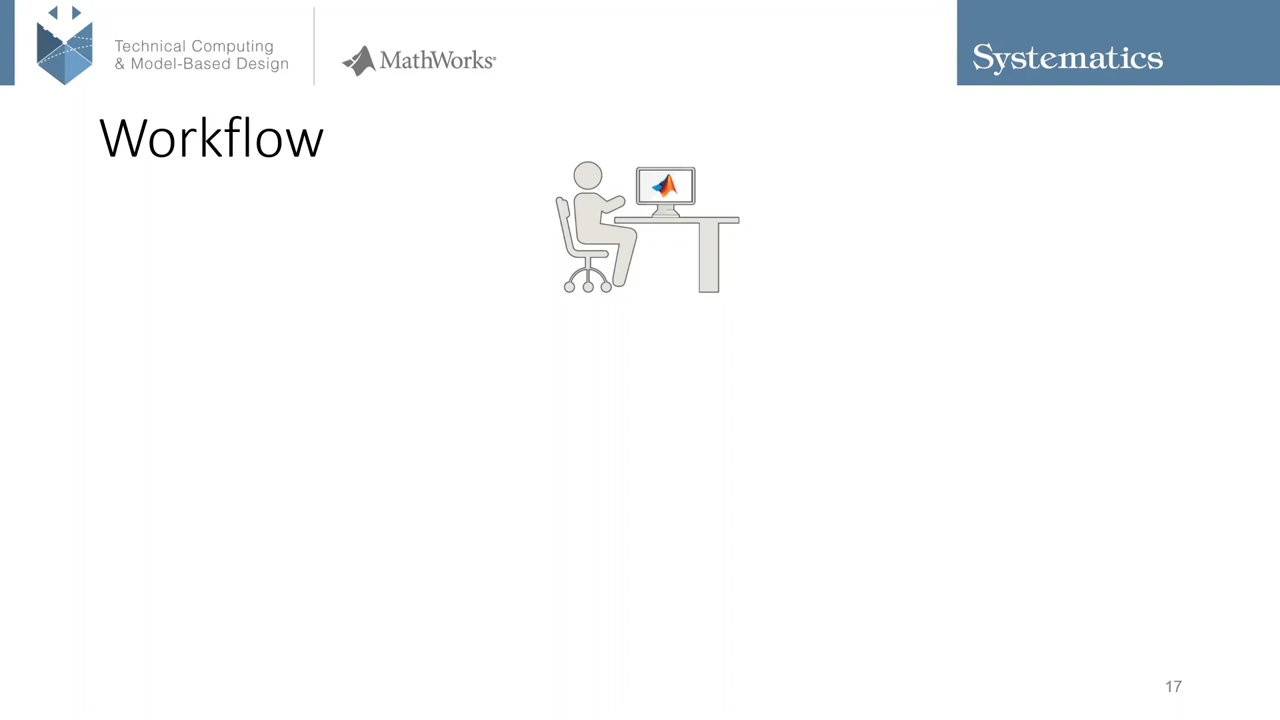 Technical Computing
& Model-Based Design
MathWorks®
Systematics
Workflow
17